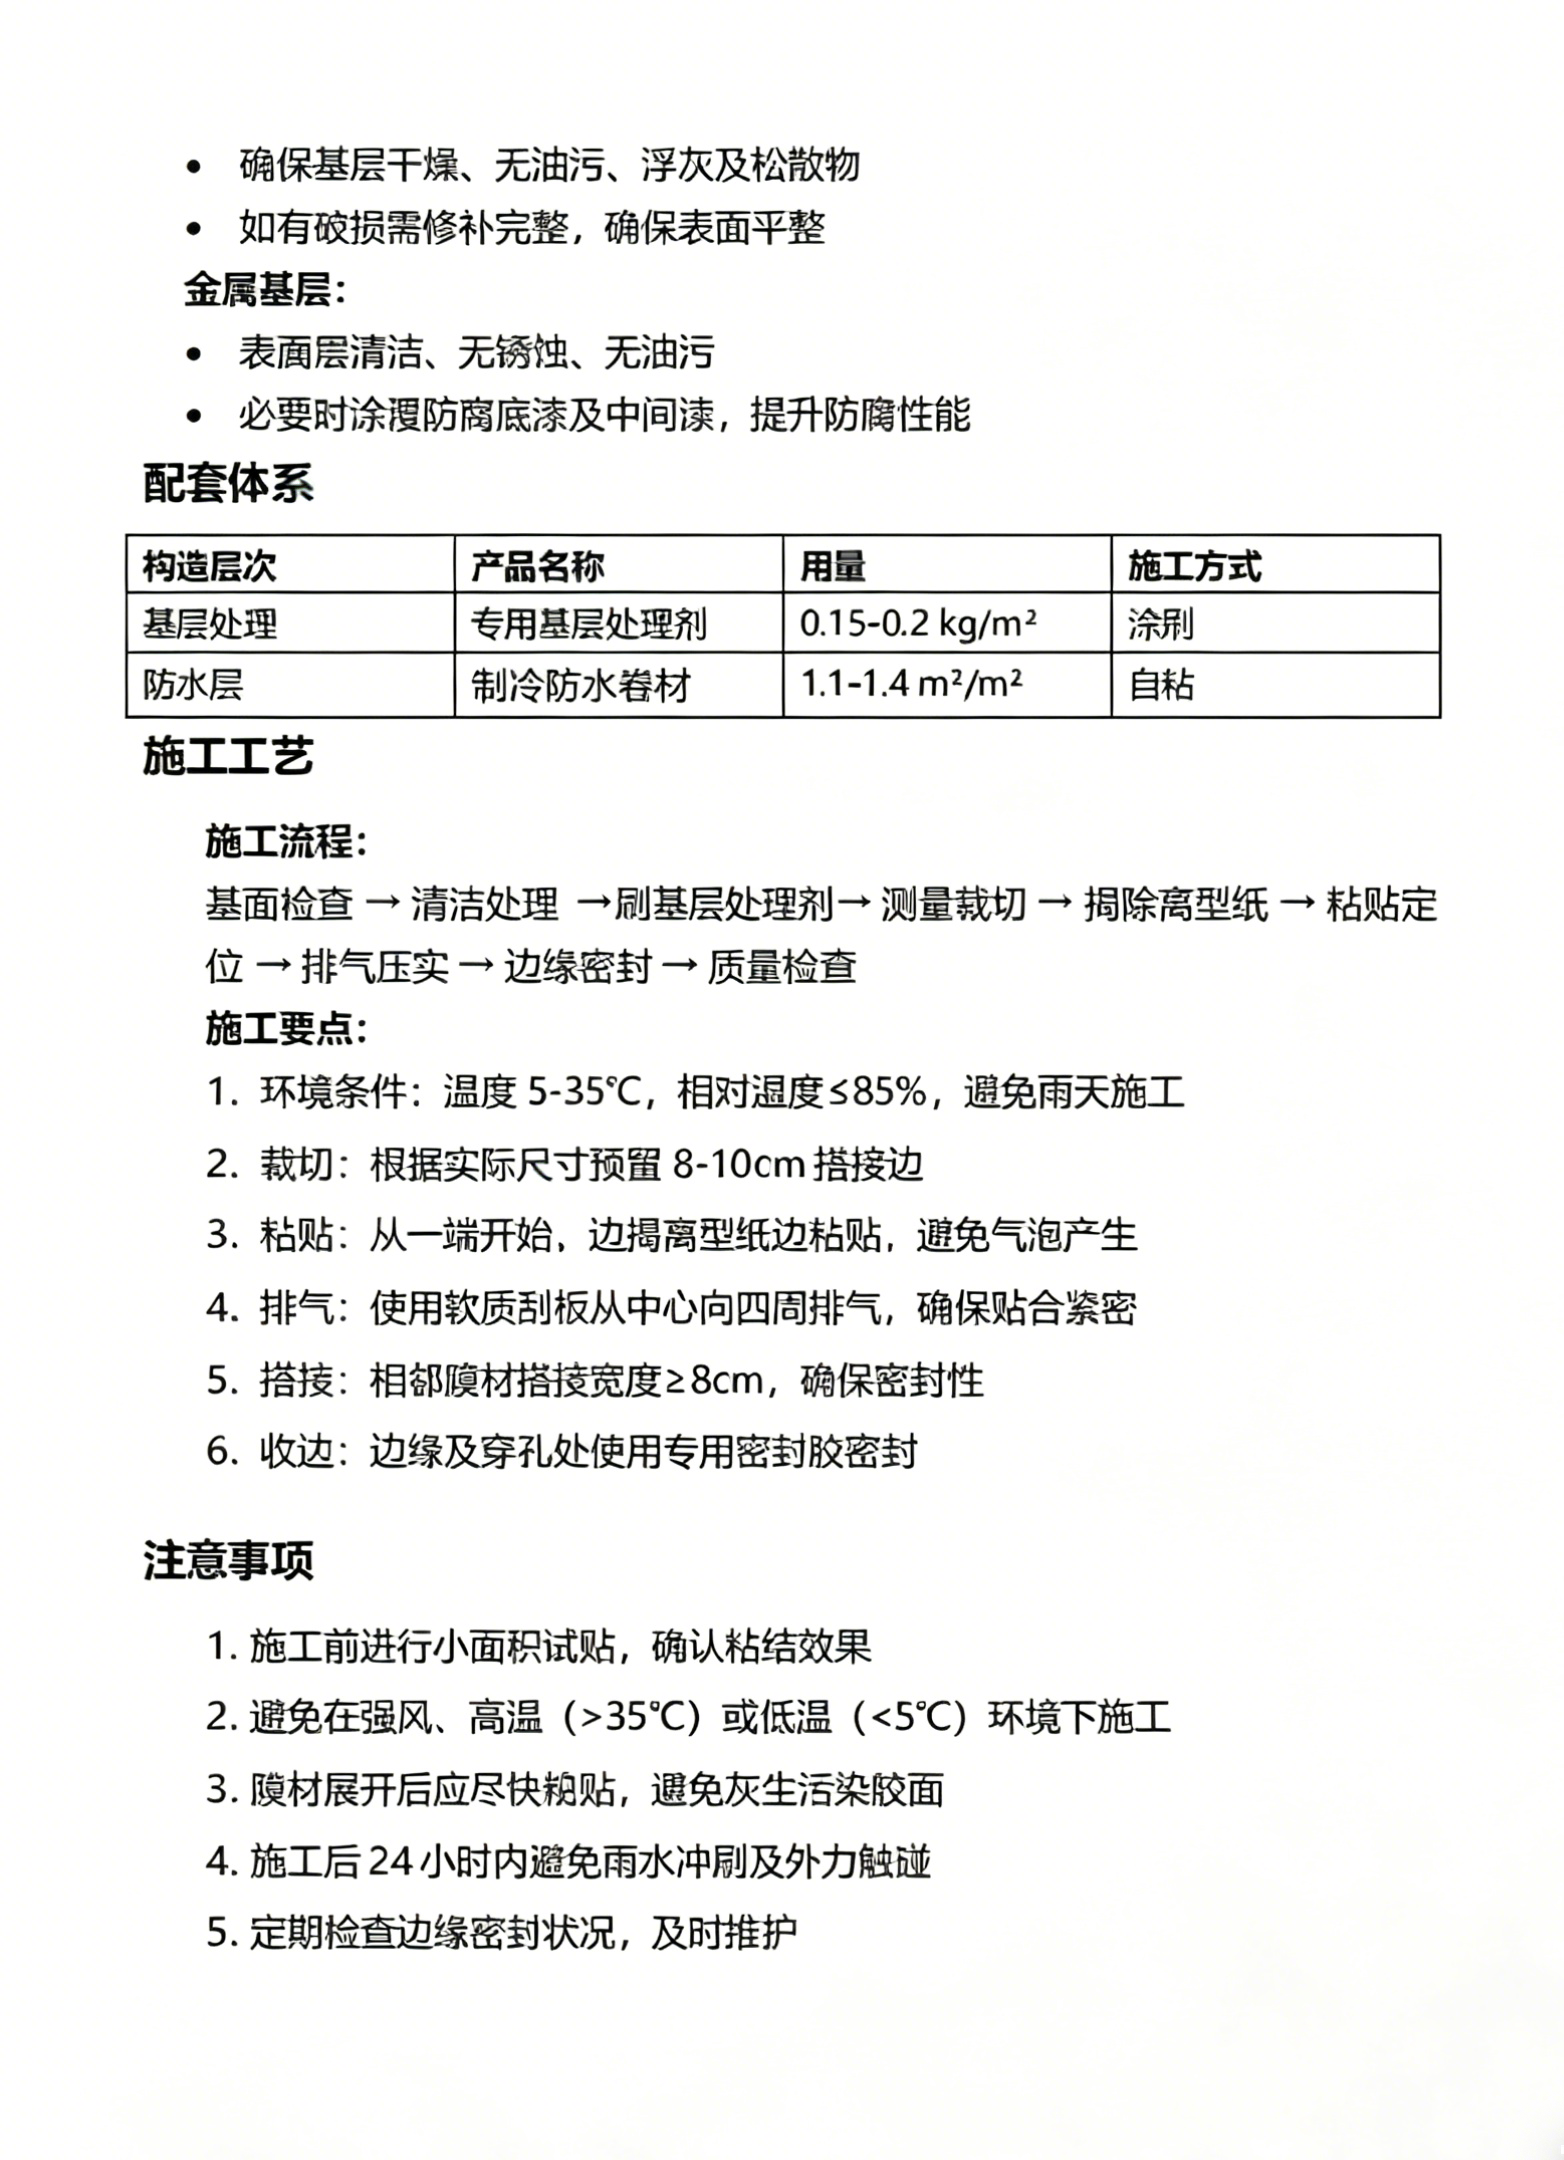 • 确保基层干燥、无油污、浮灰及松散物
• 如有破损需修补完整，确保表面平整
金属基层：
• 表面层清洁、无锈蚀、无油污
• 必要时涂覆防腐底漆及中间漆，提升防腐性能
配套体系
构造层次 产品名称 用量 施工方式
基层处理 专用基层处理剂 0.15-0.2 kg/m² 涂刷
防水层 制冷防水卷材 1.1-1.4 m²/m² 自粘
施工工艺
施工流程：
基面检查 → 清洁处理 →刷基层处理剂→ 测量裁切 → 揭除离型纸 → 粘贴定
位 → 排气压实 → 边缘密封 → 质量检查
施工要点：
1. 环境条件：温度 5-35℃，相对湿度≤85%，避免雨天施工
2. 裁切：根据实际尺寸预留 8-10cm 搭接边
3. 粘贴：从一端开始，边揭离型纸边粘贴，避免气泡产生
4. 排气：使用软质刮板从中心向四周排气，确保贴合紧密
5. 搭接：相邻膜材搭接宽度≥8cm，确保密封性
6. 收边：边缘及穿孔处使用专用密封胶密封
注意事项
1. 施工前进行小面积试贴，确认粘结效果
2. 避免在强风、高温（>35℃）或低温（<5℃）环境下施工
3. 膜材展开后应尽快粘贴，避免灰生污染胶面
4. 施工后 24 小时内避免雨水冲刷及外力触碰
5. 定期检查边缘密封状况，及时维护